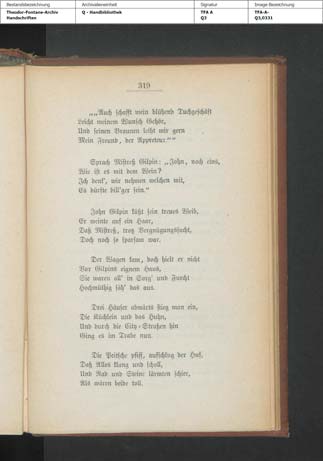 Bestandsbezeichnung
Theodor-Fontane-Archiv
Handschriften
Archivalieneinheit
Q - Handbibliothek
Signatur
TFA A
Q3
Image Bezeichnung
TFA-A-
Q3,0331
319
„„Auch schafft mein blühend Tuchgeschäft
Leicht meinem Wunsch Gehör,
Und seinen Braunen leiht mir gern
Mein Freund, der Appreteur.““
Sprach Mistreß Gilpin: „John, noch eins,
Wie ist es mit dem Wein?
Ich denk', wir nehmen welchen mit,
Es dürfte bill'ger sein.“
John Gilpin küßt sein treues Weib,
Er meinte auf ein Haar,
Daß Mistreß, trotz Vergnügungssucht,
Doch noch so sparsam war.
Der Wagen kam, doch hielt er nicht
Vor Gilpins eignem Haus,
Sie waren all' in Sorg' und Furcht
Hochmüthig säh' das aus.
Drei Häuser abwärts stieg man ein,
Die Küchlein und das Huhn,
Und durch die City-Straßen hin
Ging es im Trabe nun.
Die Peitsche pfiff, aufschlug der Huf,
Daß Alles klang und scholl,
Und Rad und Steine lärmten schier,
Als wären beide toll.